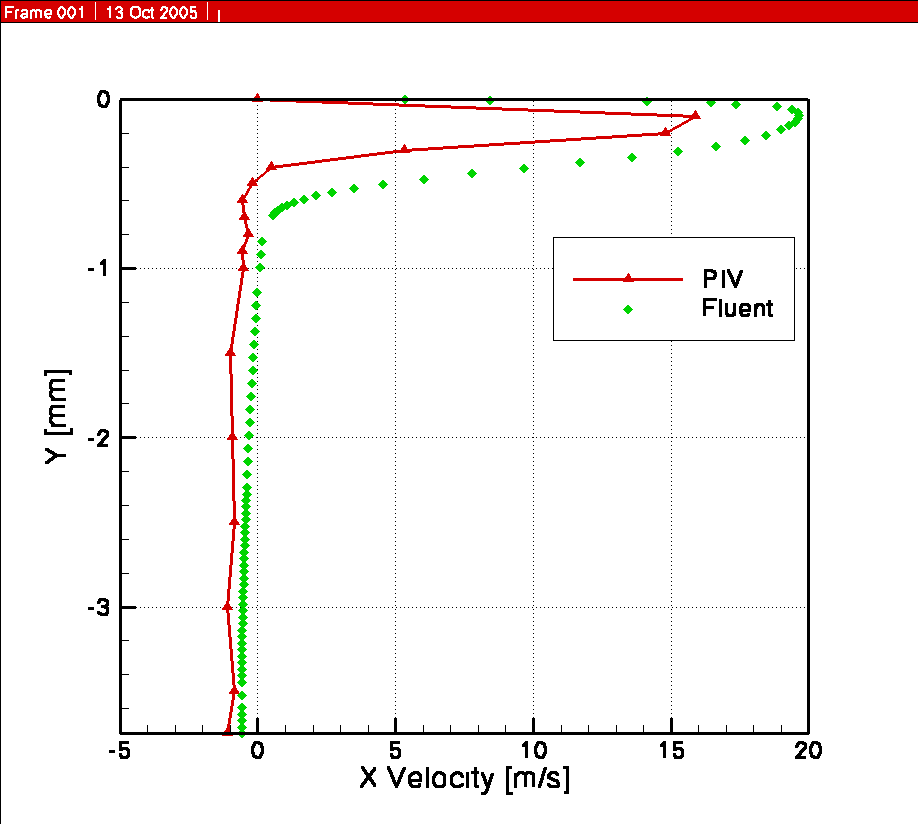 Frame 001 | 13 Oct 2005 |
0
-1
-2
-3
Y [mm]
PIV
Fluent
-5 0 5 10 15 20
X Velocity [m/s]